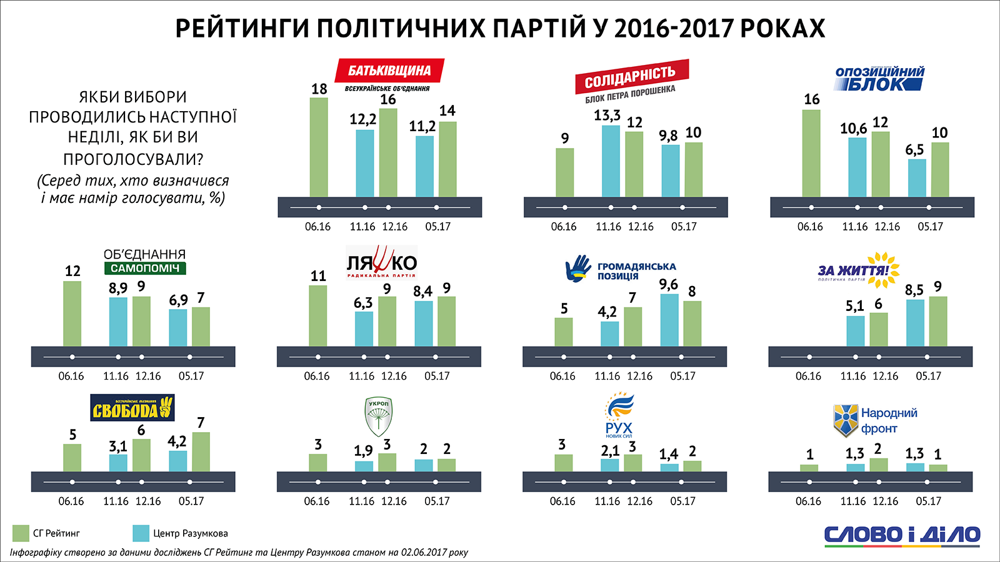 РЕЙТИНГИ ПОЛІТИЧНИХ ПАРТІЙ У 2016-2017 РОКАХ
ЯКБИ ВИБОРИ
ПРОВОДИЛИСЬ НАСТУПНОЇ
НЕДІЛІ, ЯК БИ ВИ
ПРОГОЛОСУВАЛИ?
(Серед тих, хто визначився
і має намір голосувати, %)
БАТЬКІВЩИНА
ВСЕУКРАЇНСЬКЕ ОБ'ЄДНАННЯ
18
12,2
16
11,2
14
06.16 11.16 12.16 05.17
СОЛІДАРНІСТЬ
БЛОК ПЕТРА ПОРОШЕНКА
9
13,3
12
9,8
10
06.16 11.16 12.16 05.17
ОПОЗИЦІЙНИЙ
БЛОК
16
10,6
12
6,5
10
06.16 11.16 12.16 05.17
ОБ'ЄДНАННЯ
САМОПОМІЧ
12
8,9
9
6,9
7
06.16 11.16 12.16 05.17
ЛЯШКО
РАДИКАЛЬНА ПАРТІЯ
11
6,3
9
8,4
9
06.16 11.16 12.16 05.17
ГРОМАДЯНСЬКА
ПОЗИЦІЯ
5
4,2
7
9,6
8
06.16 11.16 12.16 05.17
ЗА ЖИТТЯ!
ПОЛІТИЧНА ПАРТІЯ
5,1
6
8,5
9
06.16 11.16 12.16 05.17
ВСЕУКРАЇНСЬКЕ ОБ'ЄДНАННЯ
СВОБОДА
5
3,1
6
4,2
7
06.16 11.16 12.16 05.17
УКРОП
3
1,9
3
2
2
06.16 11.16 12.16 05.17
РУХ
НОВИХ СИЛ
3
2,1
3
1,4
2
06.16 11.16 12.16 05.17
Народний
фронт
1
1,3
2
1,3
1
06.16 11.16 12.16 05.17
СГ Рейтинг
Центр Разумкова
Інфографіку створено за даними досліджень СГ Рейтинг та Центру Разумкова станом на 02.06.2017 року
СЛОВО і ДІЛО